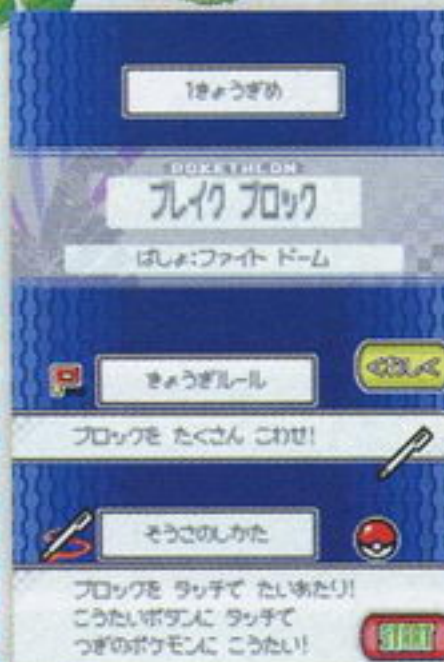 1きょうぎめ
POKÉTHLON
ブレイク ブロック
ばしょ:ファイト ドーム
きょうぎルール
くわしく
ブロックを たくさん こわせ!
そうさのしかた
ブロックを タッチで たいあたり!
こうたいボタンに タッチで
つぎのポケモンに こうたい!
START